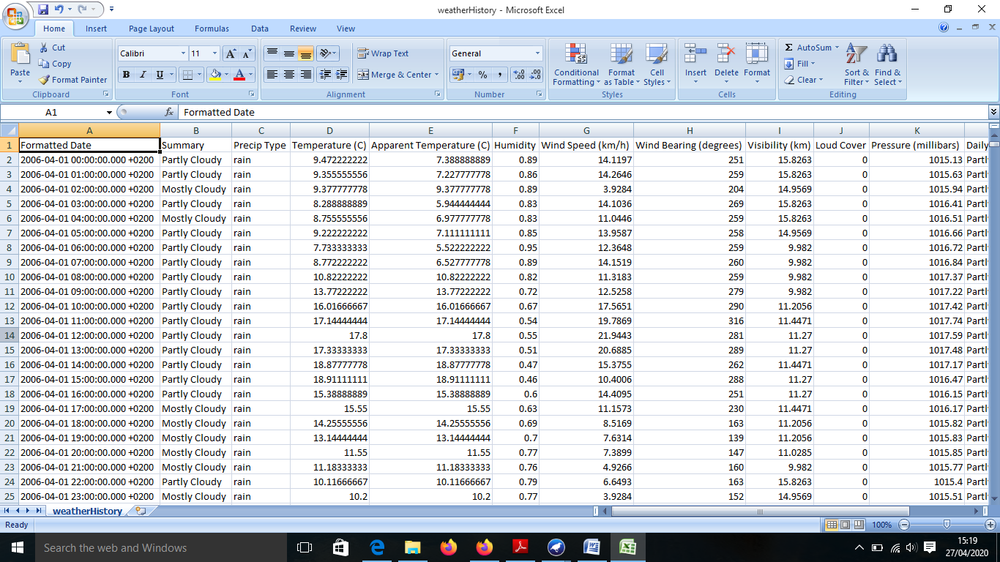 weatherHistory - Microsoft Excel
Home Insert Page Layout Formulas Data Review View
Paste Cut Calibri 11 A A Wrap Text General Conditional Formatting Format as Table Cell Styles Insert Delete Format Σ AutoSum Sort & Filter Find & Select
Copy B I U A Merge & Center % , .00 .0 Fill
Format Painter Clear
Clipboard Font Alignment Number Styles Cells Editing
A1 fx Formatted Date
A B C D E F G H I J K
1 Formatted Date Summary Precip Type Temperature (C) Apparent Temperature (C) Humidity Wind Speed (km/h) Wind Bearing (degrees) Visibility (km) Loud Cover Pressure (millibars) Daily
2 2006-04-01 00:00:00.000 +0200 Partly Cloudy rain 9.472222222 7.388888889 0.89 14.1197 251 15.8263 0 1015.13 Partl
3 2006-04-01 01:00:00.000 +0200 Partly Cloudy rain 9.355555556 7.227777778 0.86 14.2646 259 15.8263 0 1015.63 Partl
4 2006-04-01 02:00:00.000 +0200 Mostly Cloudy rain 9.377777778 9.377777778 0.89 3.9284 204 14.9569 0 1015.94 Partl
5 2006-04-01 03:00:00.000 +0200 Partly Cloudy rain 8.288888889 5.944444444 0.83 14.1036 269 15.8263 0 1016.41 Partl
6 2006-04-01 04:00:00.000 +0200 Mostly Cloudy rain 8.755555556 6.977777778 0.83 11.0446 259 15.8263 0 1016.51 Partl
7 2006-04-01 05:00:00.000 +0200 Partly Cloudy rain 9.222222222 7.111111111 0.85 13.9587 258 14.9569 0 1016.66 Partl
8 2006-04-01 06:00:00.000 +0200 Partly Cloudy rain 7.733333333 5.522222222 0.95 12.3648 259 9.982 0 1016.72 Partl
9 2006-04-01 07:00:00.000 +0200 Partly Cloudy rain 8.772222222 6.527777778 0.89 14.1519 260 9.982 0 1016.84 Partl
10 2006-04-01 08:00:00.000 +0200 Partly Cloudy rain 10.82222222 10.82222222 0.82 11.3183 259 9.982 0 1017.37 Partl
11 2006-04-01 09:00:00.000 +0200 Partly Cloudy rain 13.77222222 13.77222222 0.72 12.5258 279 9.982 0 1017.22 Partl
12 2006-04-01 10:00:00.000 +0200 Partly Cloudy rain 16.01666667 16.01666667 0.67 17.5651 290 11.2056 0 1017.42 Partl
13 2006-04-01 11:00:00.000 +0200 Partly Cloudy rain 17.14444444 17.14444444 0.54 19.7869 316 11.4471 0 1017.74 Partl
14 2006-04-01 12:00:00.000 +0200 Partly Cloudy rain 17.8 17.8 0.55 21.9443 281 11.27 0 1017.59 Partl
15 2006-04-01 13:00:00.000 +0200 Partly Cloudy rain 17.33333333 17.33333333 0.51 20.6885 289 11.27 0 1017.48 Partl
16 2006-04-01 14:00:00.000 +0200 Partly Cloudy rain 18.87777778 18.87777778 0.47 15.3755 262 11.4471 0 1017.17 Partl
17 2006-04-01 15:00:00.000 +0200 Partly Cloudy rain 18.91111111 18.91111111 0.46 10.4006 288 11.27 0 1016.47 Partl
18 2006-04-01 16:00:00.000 +0200 Partly Cloudy rain 15.38888889 15.38888889 0.6 14.4095 251 11.27 0 1016.15 Partl
19 2006-04-01 17:00:00.000 +0200 Mostly Cloudy rain 15.55 15.55 0.63 11.1573 230 11.4471 0 1016.17 Partl
20 2006-04-01 18:00:00.000 +0200 Mostly Cloudy rain 14.25555556 14.25555556 0.69 8.5169 163 11.2056 0 1015.82 Partl
21 2006-04-01 19:00:00.000 +0200 Mostly Cloudy rain 13.14444444 13.14444444 0.7 7.6314 139 11.2056 0 1015.83 Partl
22 2006-04-01 20:00:00.000 +0200 Mostly Cloudy rain 11.55 11.55 0.77 7.3899 147 11.0285 0 1015.85 Partl
23 2006-04-01 21:00:00.000 +0200 Mostly Cloudy rain 11.18333333 11.18333333 0.76 4.9266 160 9.982 0 1015.77 Partl
24 2006-04-01 22:00:00.000 +0200 Partly Cloudy rain 10.11666667 10.11666667 0.79 6.6493 163 15.8263 0 1015.4 Partl
25 2006-04-01 23:00:00.000 +0200 Mostly Cloudy rain 10.2 10.2 0.77 3.9284 152 14.9569 0 1015.51 Partl
weatherHistory
Ready 100%
Search the web and Windows 15:19
27/04/2020